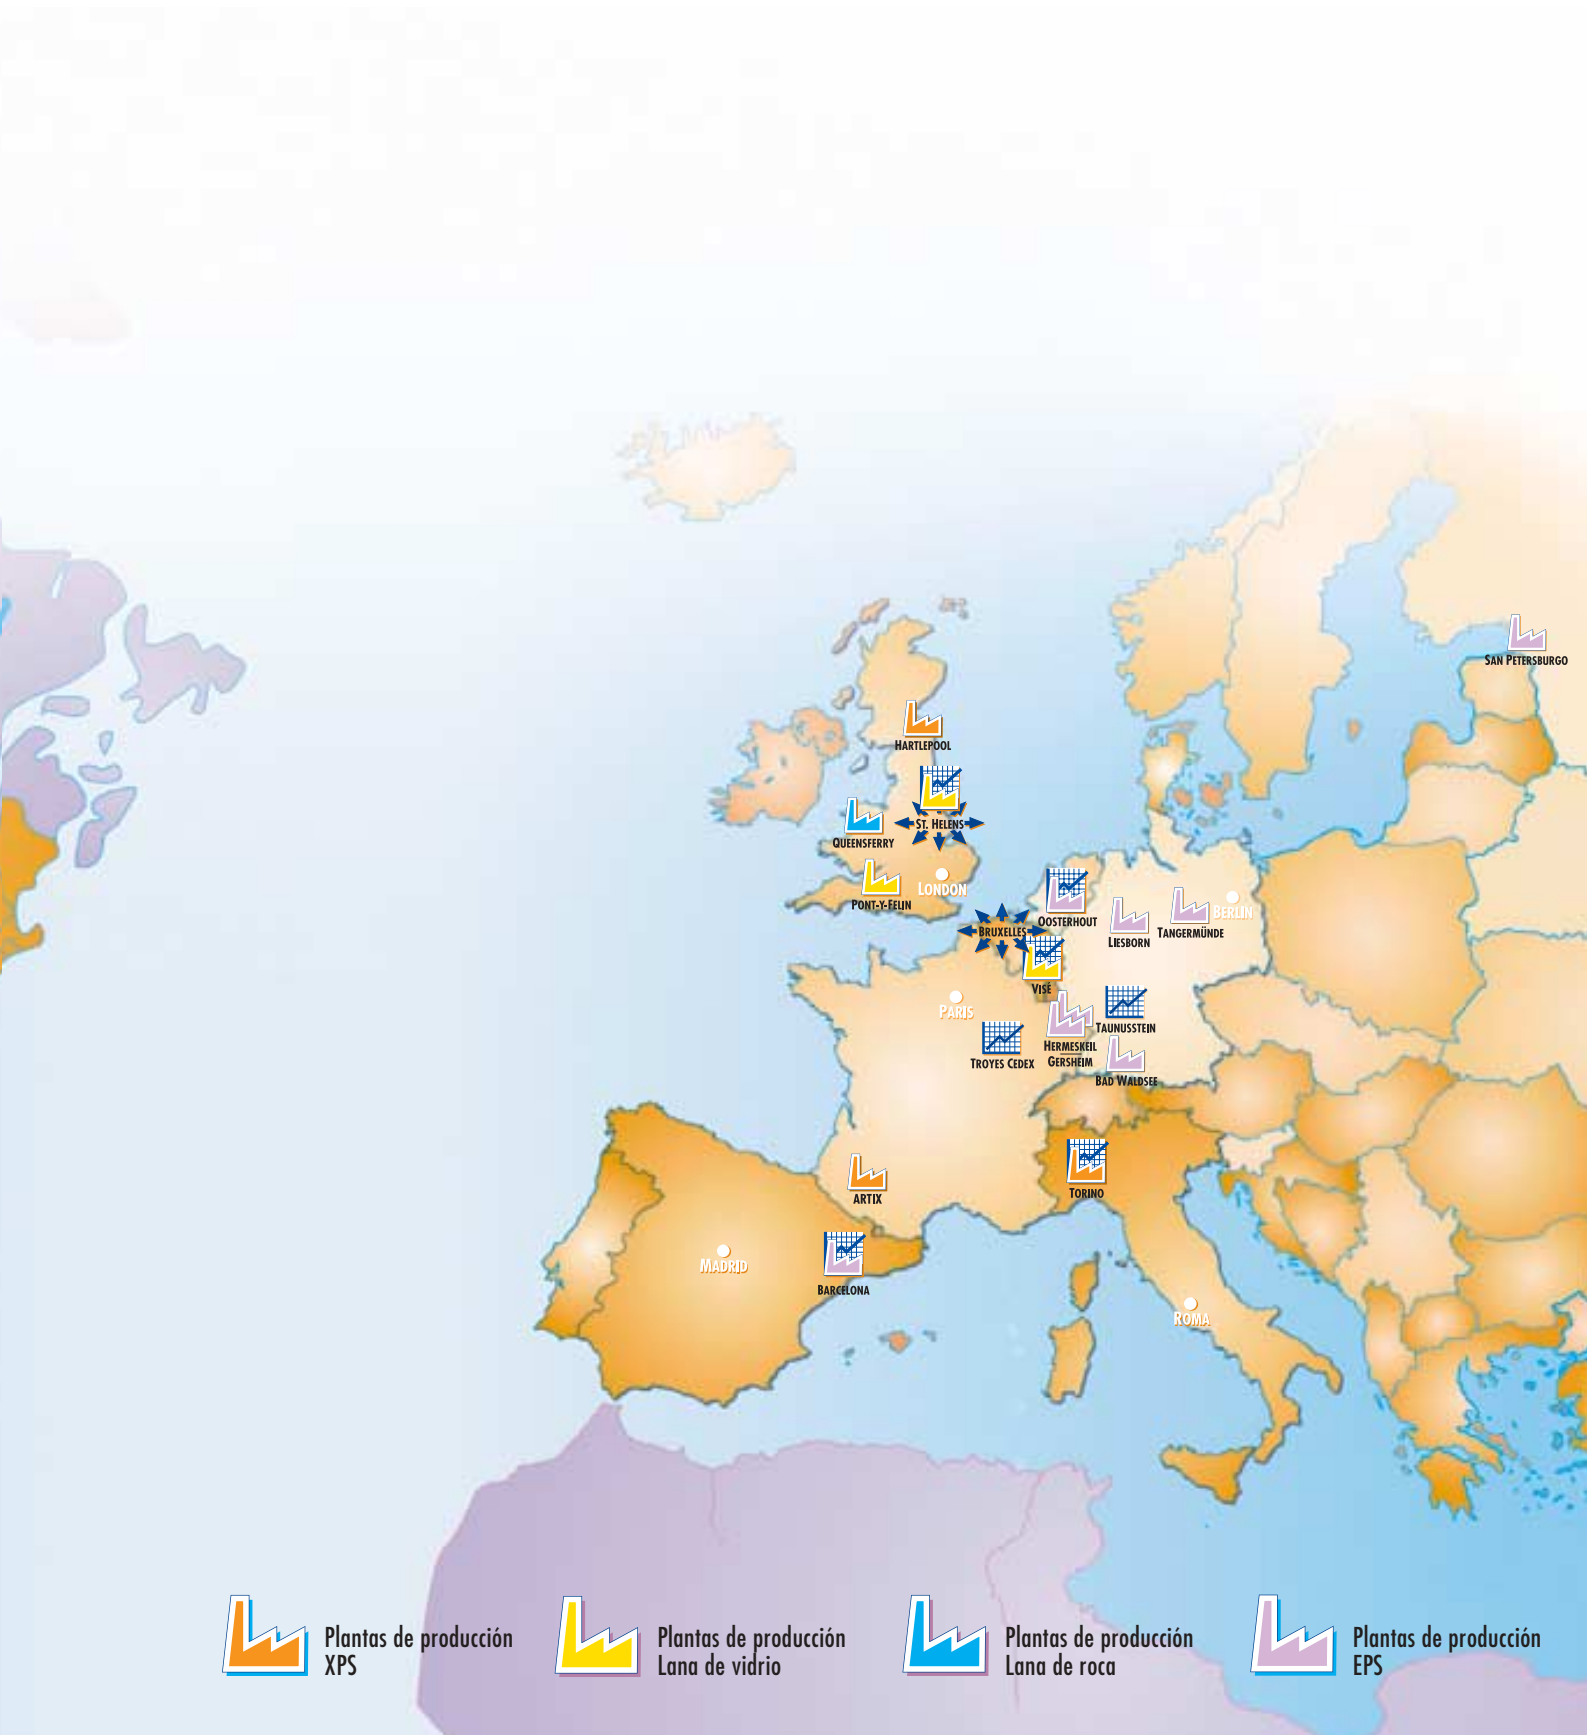 SAN PETERSBURGO
HARTLEPOOL
ST. HELENS
QUEENSFERRY
LONDON
PONT-Y-FELIN
OOSTERHOUT
BERLIN
BRUXELLES
LIESBORN
TANGERMÜNDE
VISÉ
PARIS
TAUNUSSTEIN
HERMESKEIL
GERSHEIM
TROYES CEDEX
BAD WALDSEE
ARTIX
TORINO
MADRID
BARCELONA
ROMA
Plantas de producción
XPS
Plantas de producción
Lana de vidrio
Plantas de producción
Lana de roca
Plantas de producción
EPS